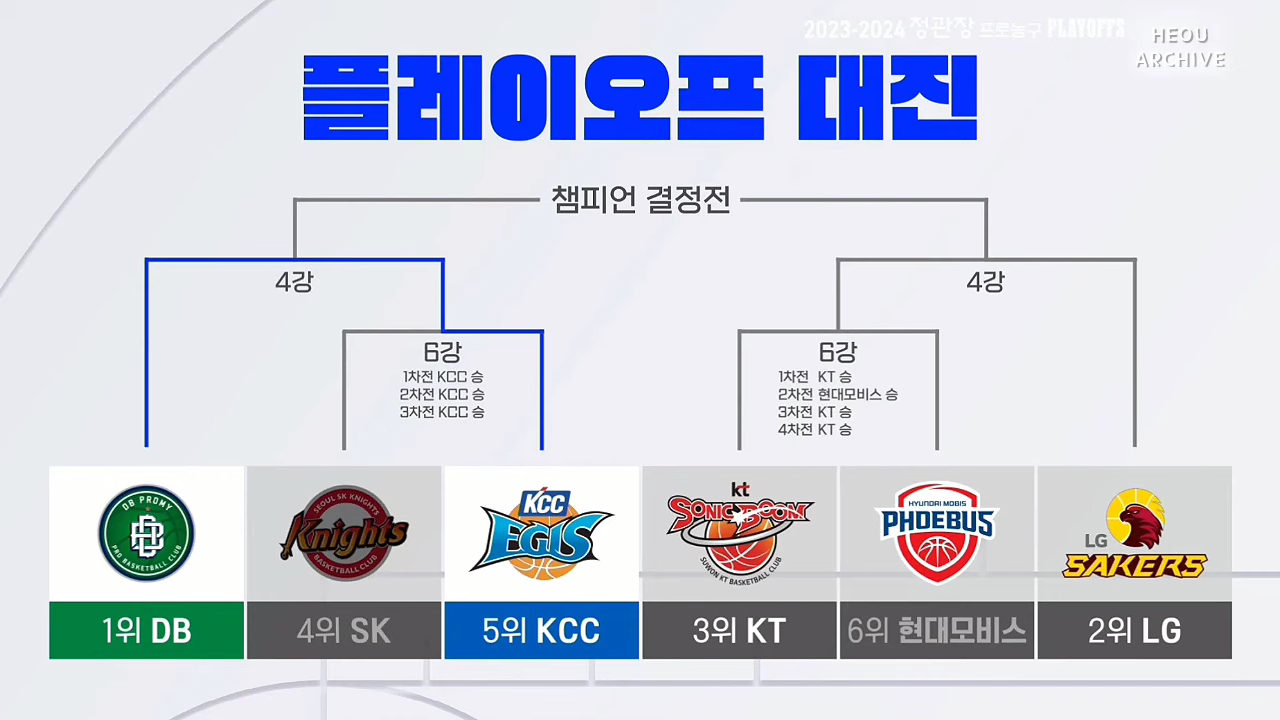 2023-2024 정관장 프로농구 PLAYOFFS
HEOU
ARCHIVE
플레이오프 대진
챔피언 결정전
4강
4강
6강
1차전 KCC 승
2차전 KCC 승
3차전 KCC 승
6강
1차전 KT 승
2차전 현대모비스 승
3차전 KT 승
4차전 KT 승
DB PROMY
DB
PRO BASKETBALL CLUB
SEOUL SK KNIGHTS
Knights
BASKETBALL CLUB
KCC
EGIS
kt
SONICBOOM
SUWON KT BASKETBALL CLUB
HYUNDAI MOBIS
PHOEBUS
BASKETBALL CLUB
LG
SAKERS
1위 DB
4위 SK
5위 KCC
3위 KT
6위 현대모비스
2위 LG